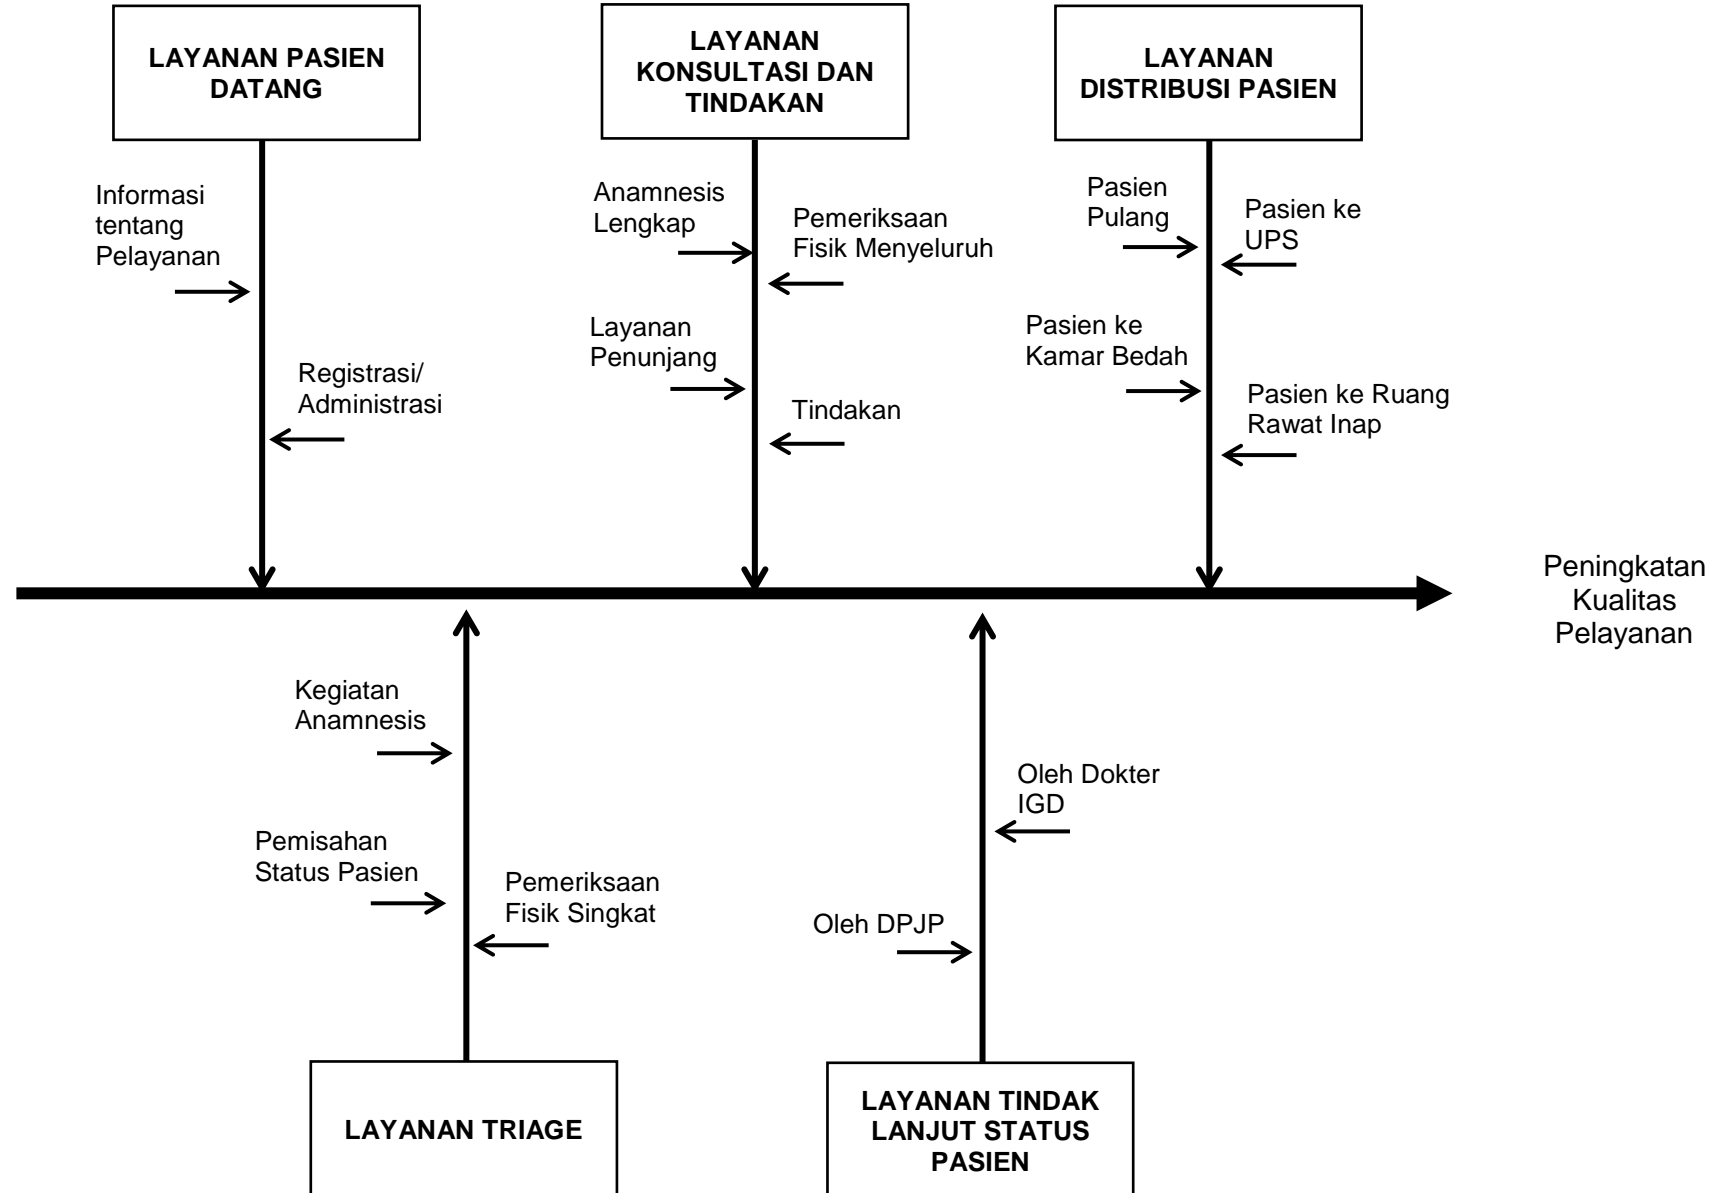 LAYANAN PASIEN
DATANG
LAYANAN
KONSULTASI DAN
TINDAKAN
LAYANAN
DISTRIBUSI PASIEN
Informasi
tentang
Pelayanan
Registrasi/
Administrasi
Anamnesis
Lengkap
Pemeriksaan
Fisik Menyeluruh
Layanan
Penunjang
Tindakan
Pasien
Pulang
Pasien ke
UPS
Pasien ke
Kamar Bedah
Pasien ke Ruang
Rawat Inap
Peningkatan
Kualitas
Pelayanan
Kegiatan
Anamnesis
Pemisahan
Status Pasien
Pemeriksaan
Fisik Singkat
Oleh Dokter
IGD
Oleh DPJP
LAYANAN TRIAGE
LAYANAN TINDAK
LANJUT STATUS
PASIEN